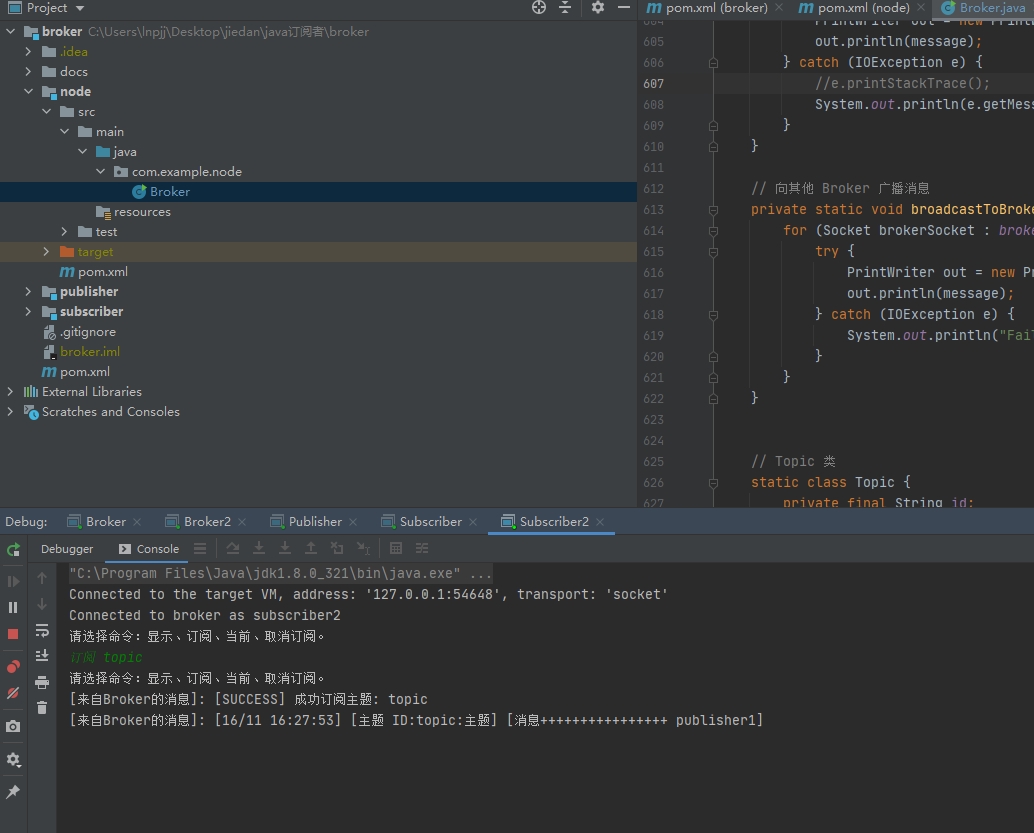 Project
broker C:\Users\lnpjj\Desktop\jiedan\java订阅者\broker
.idea
docs
node
src
main
java
com.example.node
Broker
resources
test
target
pom.xml
publisher
subscriber
.gitignore
broker.iml
pom.xml
External Libraries
Scratches and Consoles
pom.xml (broker)
pom.xml (node)
Broker.java
605 out.println(message);
606 } catch (IOException e) {
607 //e.printStackTrace();
608 System.out.println(e.getMess
609 }
610 }
611
612 // 向其他 Broker 广播消息
613 private static void broadcastToBroke
614 for (Socket brokerSocket : broke
615 try {
616 PrintWriter out = new Pr
617 out.println(message);
618 } catch (IOException e) {
619 System.out.println("Fai
620 }
621 }
622 }
623
624
625 // Topic 类
626 static class Topic {
627 private final String id;
Debug: Broker Broker2 Publisher Subscriber Subscriber2
Debugger Console
"C:\Program Files\Java\jdk1.8.0_321\bin\java.exe" ...
Connected to the target VM, address: '127.0.0.1:54648', transport: 'socket'
Connected to broker as subscriber2
请选择命令: 显示、订阅、当前、取消订阅。
订阅 topic
请选择命令: 显示、订阅、当前、取消订阅。
[来自Broker的消息]: [SUCCESS] 成功订阅主题: topic
[来自Broker的消息]: [16/11 16:27:53] [主题 ID:topic:主题] [消息++++++++++++++++ publisher1]